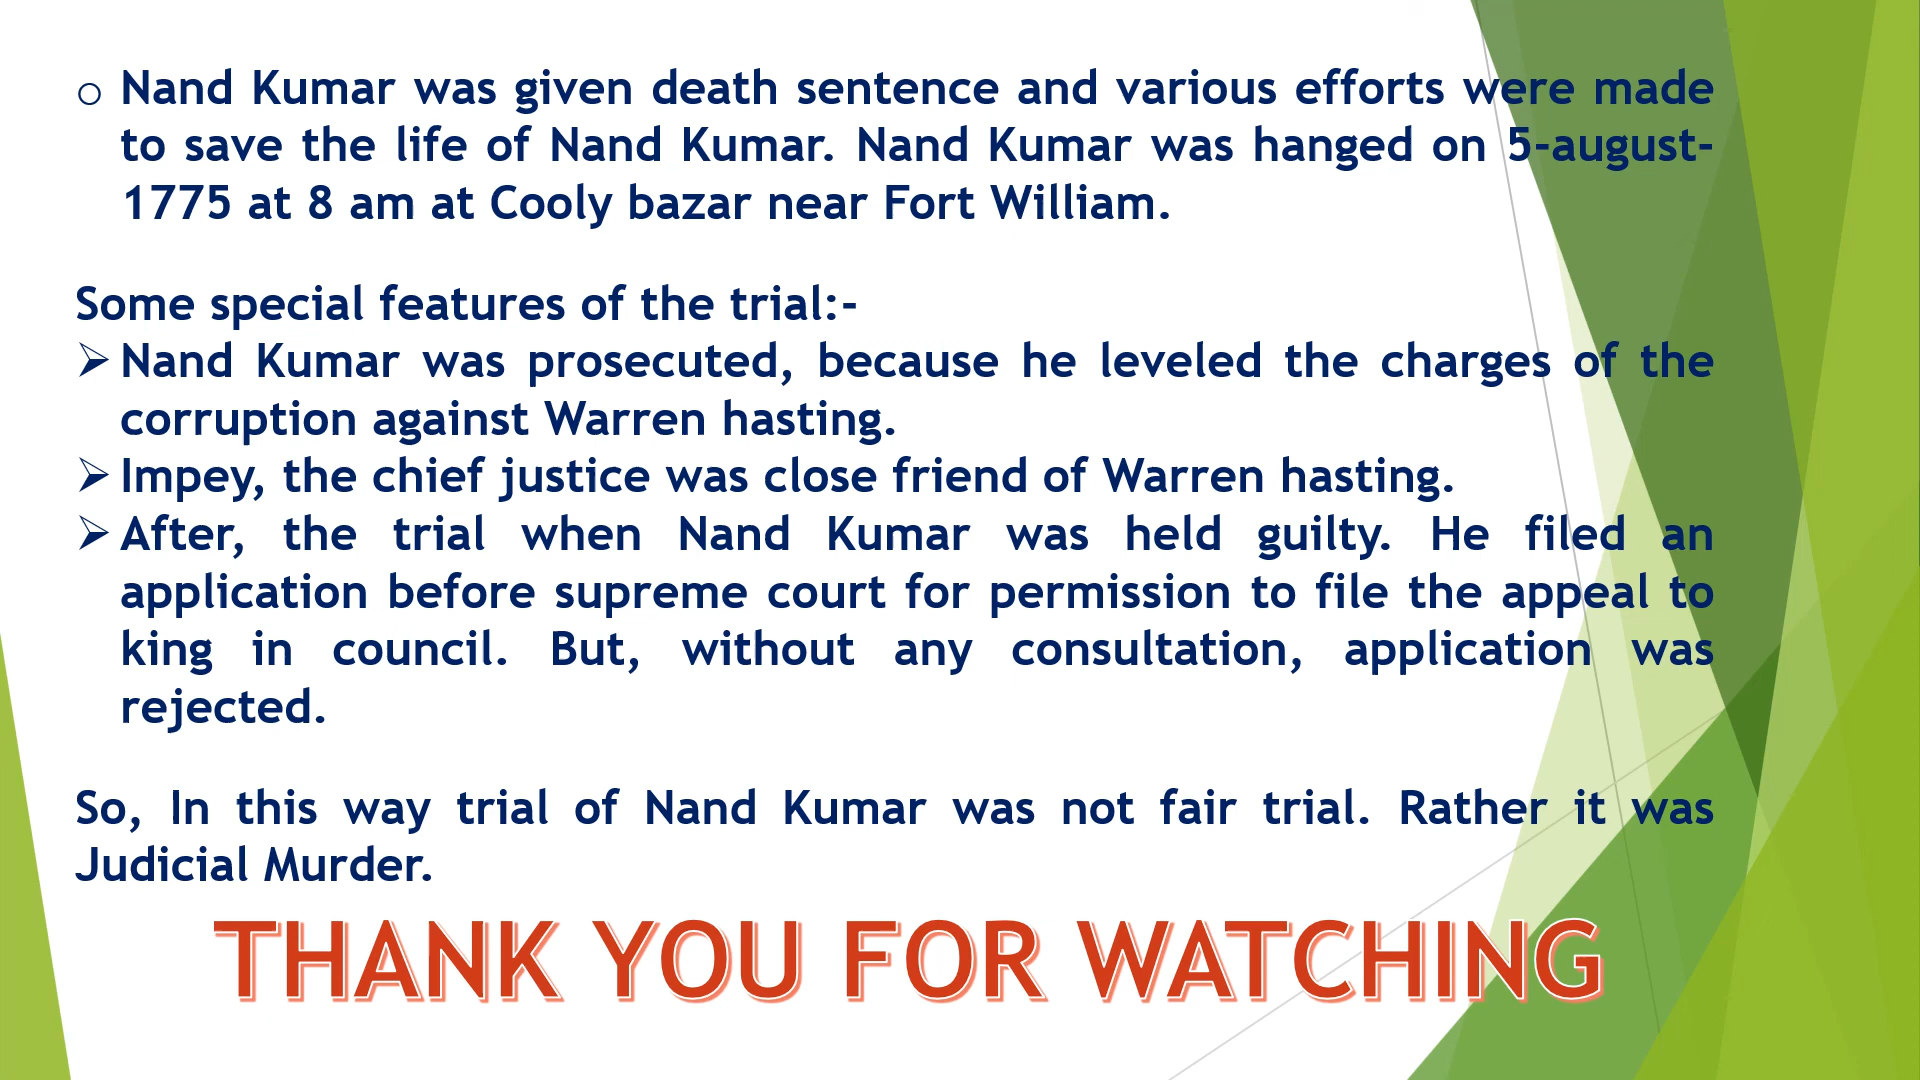 o Nand Kumar was given death sentence and various efforts were made
to save the life of Nand Kumar. Nand Kumar was hanged on 5-august-
1775 at 8 am at Cooly bazar near Fort William.
Some special features of the trial:-
➢ Nand Kumar was prosecuted, because he leveled the charges of the
corruption against Warren hasting.
➢ Impey, the chief justice was close friend of Warren hasting.
➢ After, the trial when Nand Kumar was held guilty. He filed an
application before supreme court for permission to file the appeal to
king in council. But, without any consultation, application was
rejected.
So, In this way trial of Nand Kumar was not fair trial. Rather it was
Judicial Murder.
THANK YOU FOR WATCHING